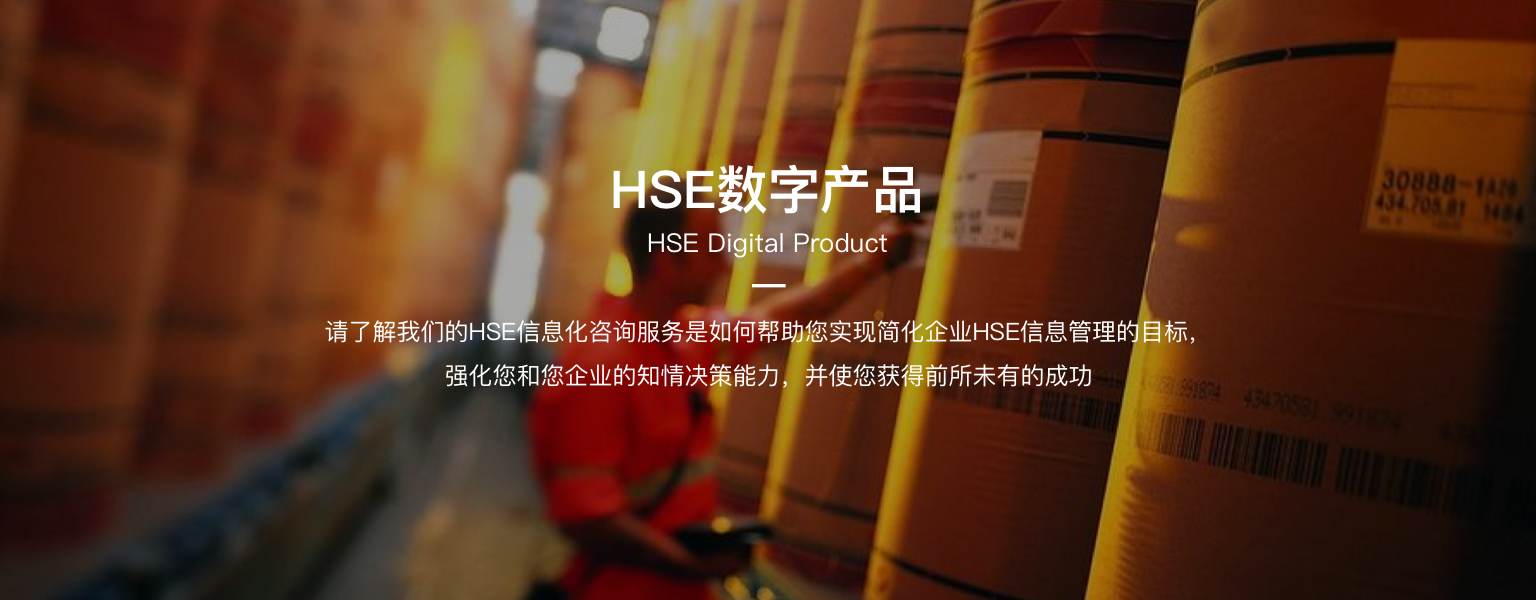 HSE数字产品
HSE Digital Product
请了解我们的HSE信息化咨询服务是如何帮助您实现简化企业HSE信息管理的目标，
强化您和您企业的知情决策能力，并使您获得前所未有的成功
30888-1A26
434.705.81 1484
43470581 991874